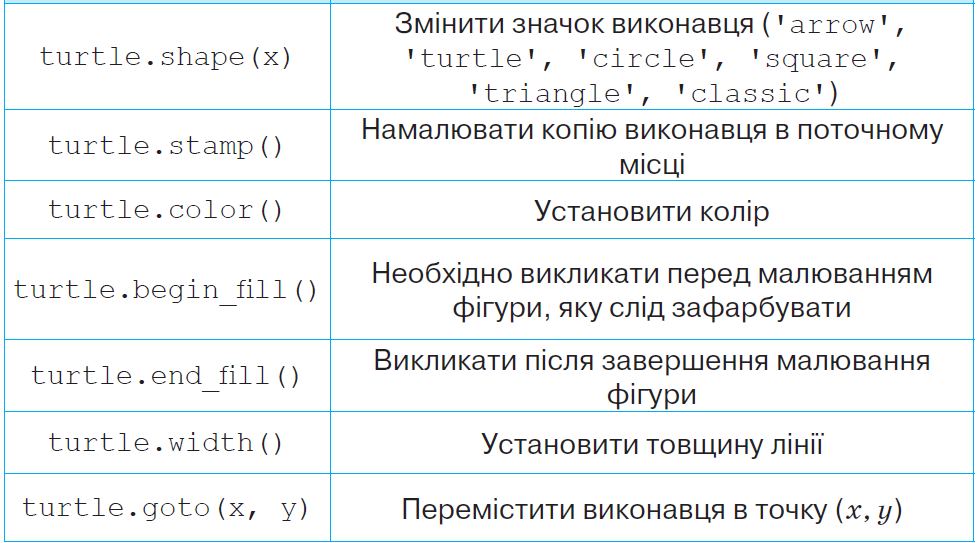 turtle.shape(x)
Змінити значок виконавця ('arrow',
'turtle', 'circle', 'square',
'triangle', 'classic')
turtle.stamp()
Намалювати копію виконавця в поточному
місці
turtle.color()
Установити колір
turtle.begin_fill()
Необхідно викликати перед малюванням
фігури, яку слід зафарбувати
turtle.end_fill()
Викликати після завершення малювання
фігури
turtle.width()
Установити товщину лінії
turtle.goto(x, y)
Перемістити виконавця в точку (x, y)